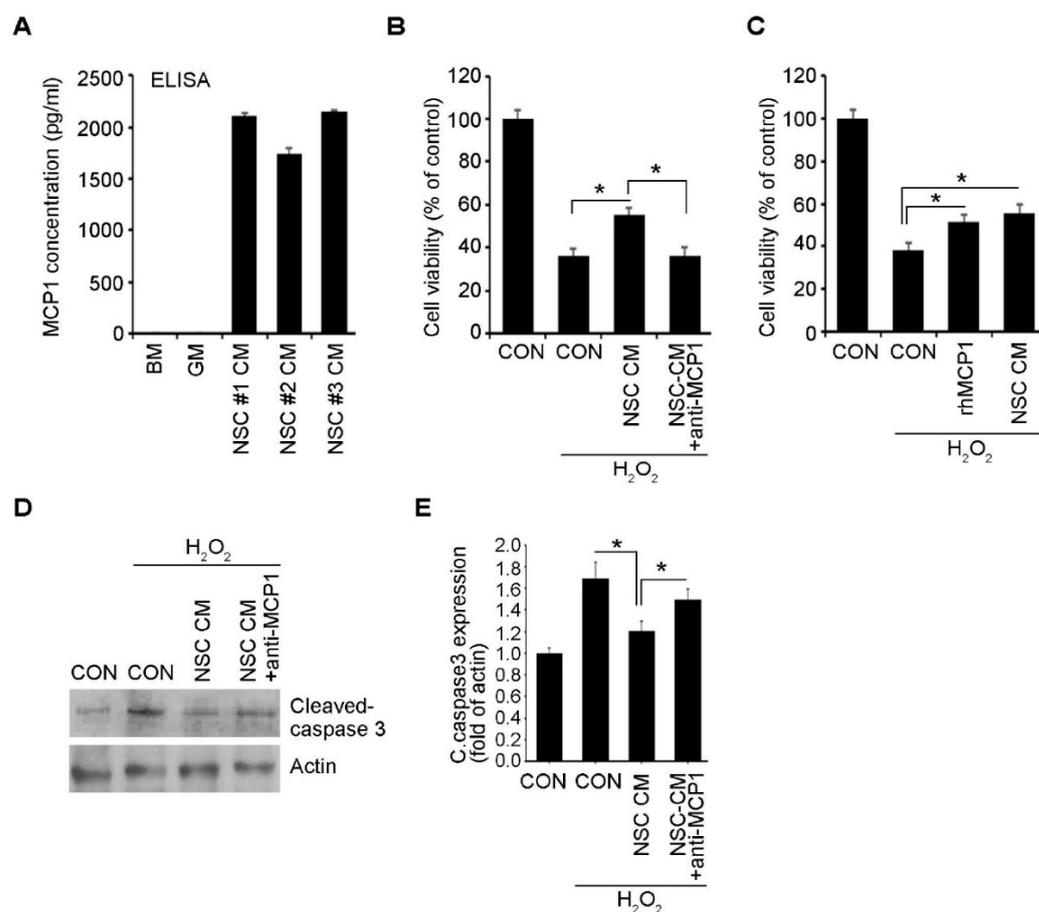 A
MCP1 concentration (pg/ml)
2500
2000
1500
1000
500
0
ELISA
BM
GM
NSC #1 CM
NSC #2 CM
NSC #3 CM
B
Cell viability (% of control)
120
100
80
60
40
20
0
*
*
CON
CON
NSC CM
NSC-CM
+anti-MCP1
H₂O₂
C
Cell viability (% of control)
120
100
80
60
40
20
0
*
*
CON
CON
rhMCP1
NSC CM
H₂O₂
D
H₂O₂
CON
CON
NSC CM
NSC CM
+anti-MCP1
Cleaved-
caspase 3
Actin
E
C.caspase3 expression
(fold of actin)
2.0
1.8
1.6
1.4
1.2
1.0
0.8
0.6
0.4
0.2
0.0
*
*
CON
CON
NSC CM
NSC-CM
+anti-MCP1
H₂O₂